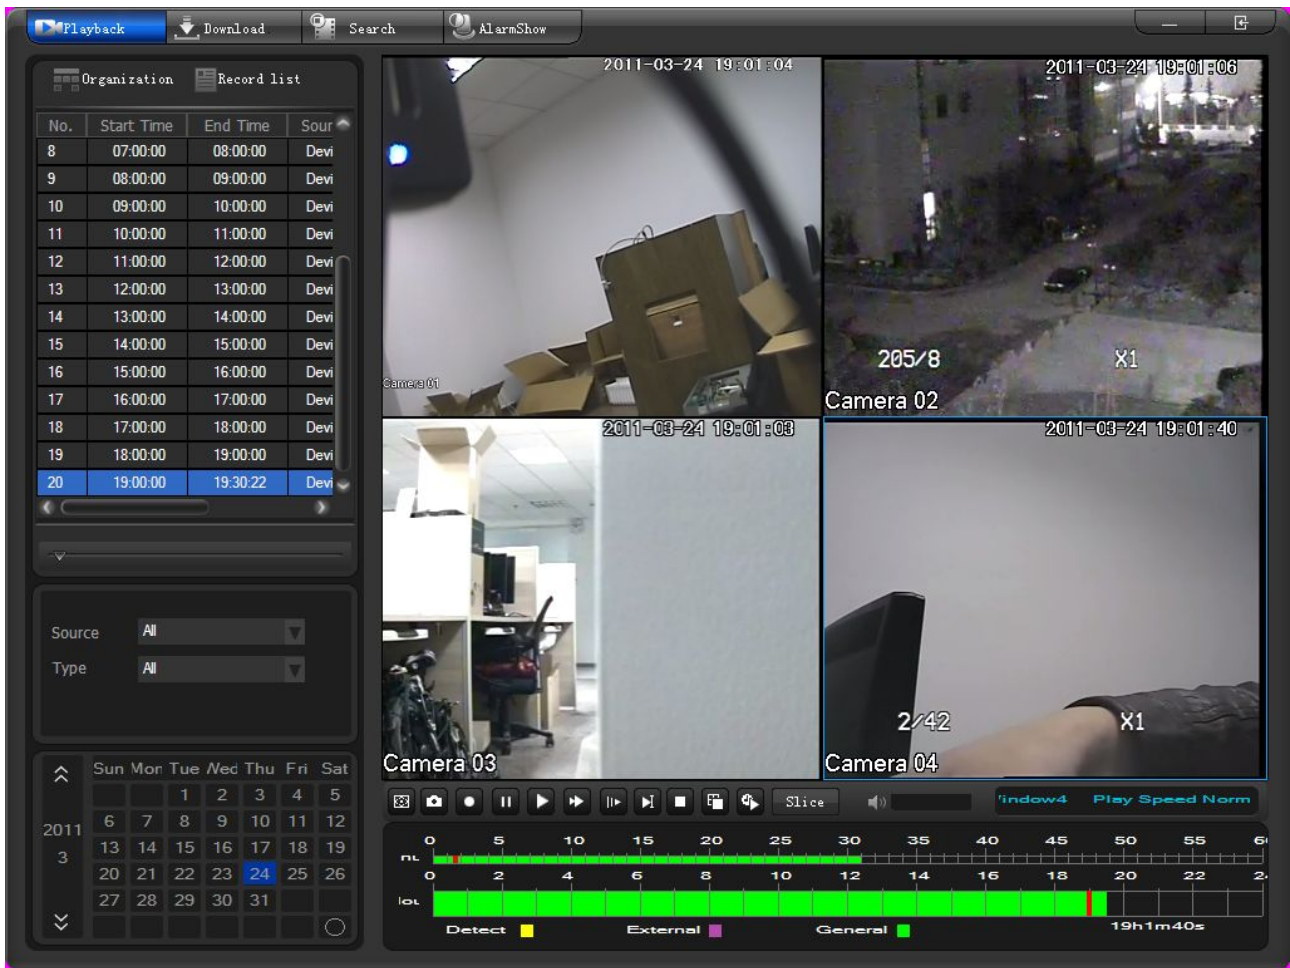 Playback Download Search AlarmShow
Organization Record list
No. Start Time End Time Sour
8 07:00:00 08:00:00 Devi
9 08:00:00 09:00:00 Devi
10 09:00:00 10:00:00 Devi
11 10:00:00 11:00:00 Devi
12 11:00:00 12:00:00 Devi
13 12:00:00 13:00:00 Devi
14 13:00:00 14:00:00 Devi
15 14:00:00 15:00:00 Devi
16 15:00:00 16:00:00 Devi
17 16:00:00 17:00:00 Devi
18 17:00:00 18:00:00 Devi
19 18:00:00 19:00:00 Devi
20 19:00:00 19:30:22 Devi
Source All
Type All
Sun Mon Tue Wed Thu Fri Sat
1 2 3 4 5
6 7 8 9 10 11 12
13 14 15 16 17 18 19
20 21 22 23 24 25 26
27 28 29 30 31
2011
3
2011-03-24 19:01:04
Camera 01
2011-03-24 19:01:06
205/8 X1
Camera 02
2011-03-24 19:01:03
Camera 03
2011-03-24 19:01:40
2/42 X1
Camera 04
Slice
indow4 Play Speed Norm
0 5 10 15 20 25 30 35 40 45 50 55 6
0 2 4 6 8 10 12 14 16 18 20 22 2
19h1m40s
Detect External General